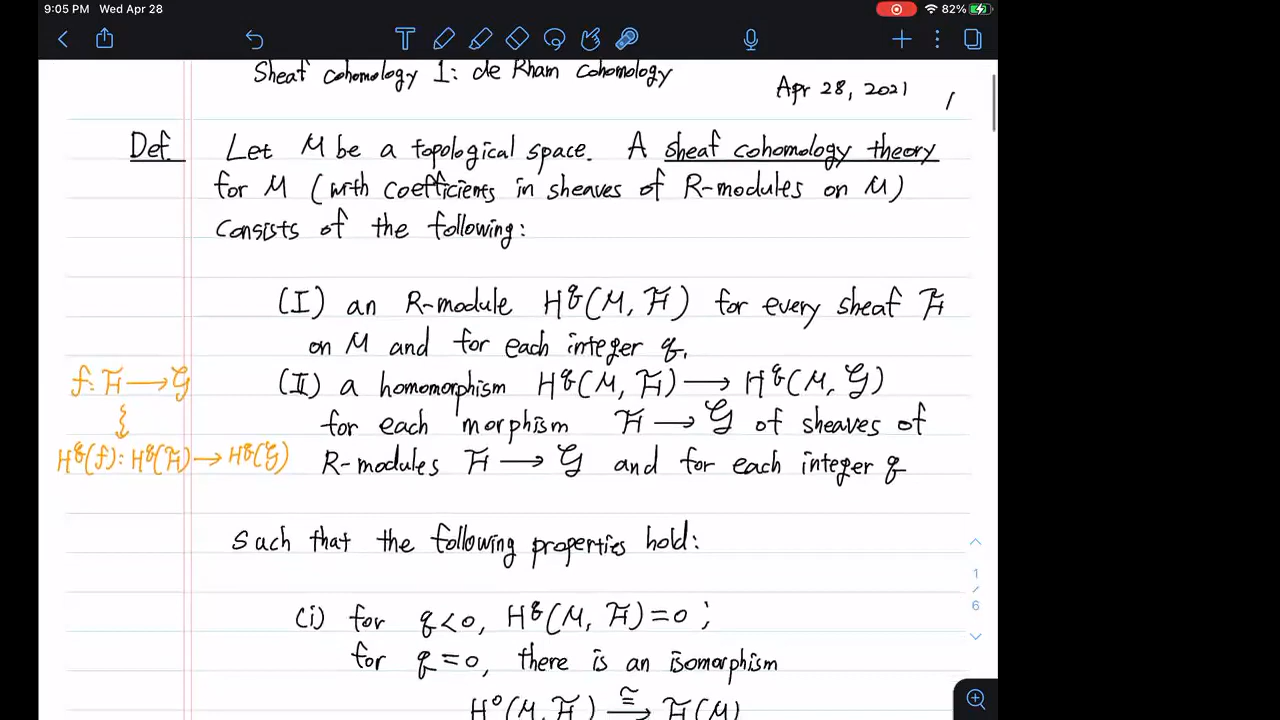 9:05 PM Wed Apr 28
82%
Sheaf cohomology 1: de Rham cohomology
Apr 28, 2021
1
Def. Let M be a topological space. A sheaf cohomology theory
for M (with coefficients in sheaves of R-modules on M)
consists of the following:
(I) an R-module H^q(M, ℱ) for every sheaf ℱ
on M and for each integer q.
f: ℱ → 𝒢
(II) a homomorphism H^q(M, ℱ) → H^q(M, 𝒢)
for each morphism ℱ → 𝒢 of sheaves of
H^q(f): H^q(ℱ) → H^q(𝒢)
R-modules ℱ → 𝒢 and for each integer q
such that the following properties hold:
(i) for q<0, H^q(M, ℱ)=0;
for q=0, there is an isomorphism
H^0(M, ℱ) ≅→ ℱ(M)
1
/
6